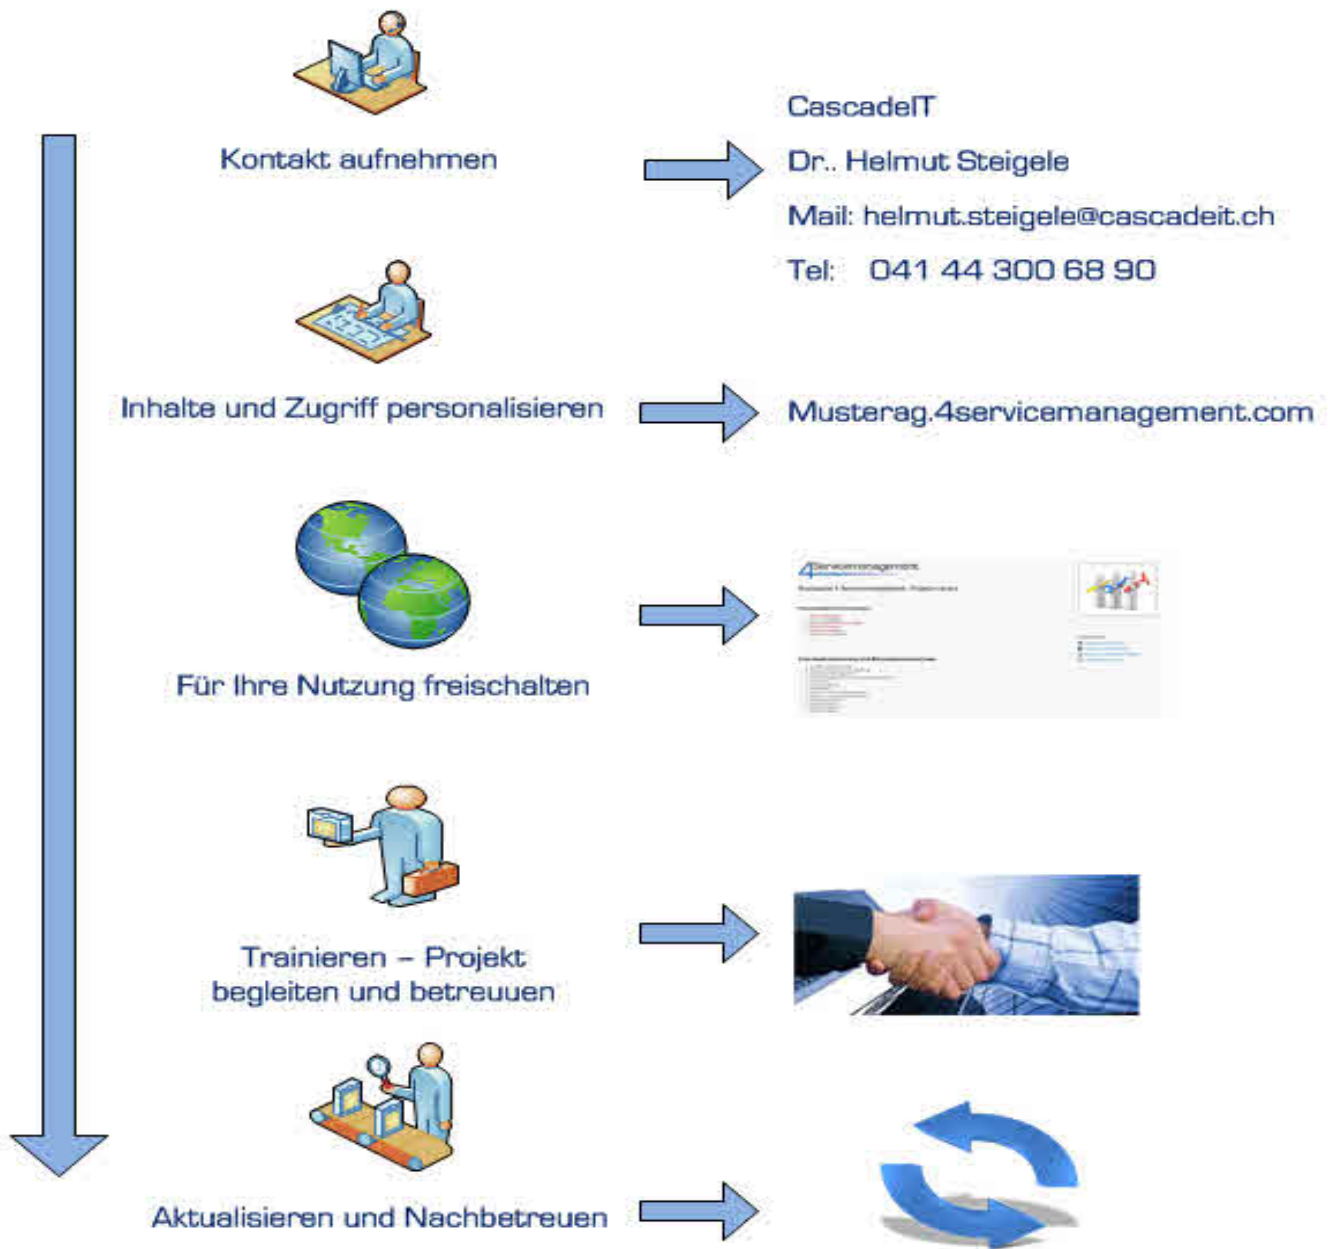 Kontakt aufnehmen
CascadeIT
Dr.. Helmut Steigele
Mail: helmut.steigele@cascadeit.ch
Tel: 041 44 300 68 90
Inhalte und Zugriff personalisieren
Musterag.4servicemanagement.com
Für Ihre Nutzung freischalten
4Servicemanagement
Trainieren – Projekt
begleiten und betreuuen
Aktualisieren und Nachbetreuen